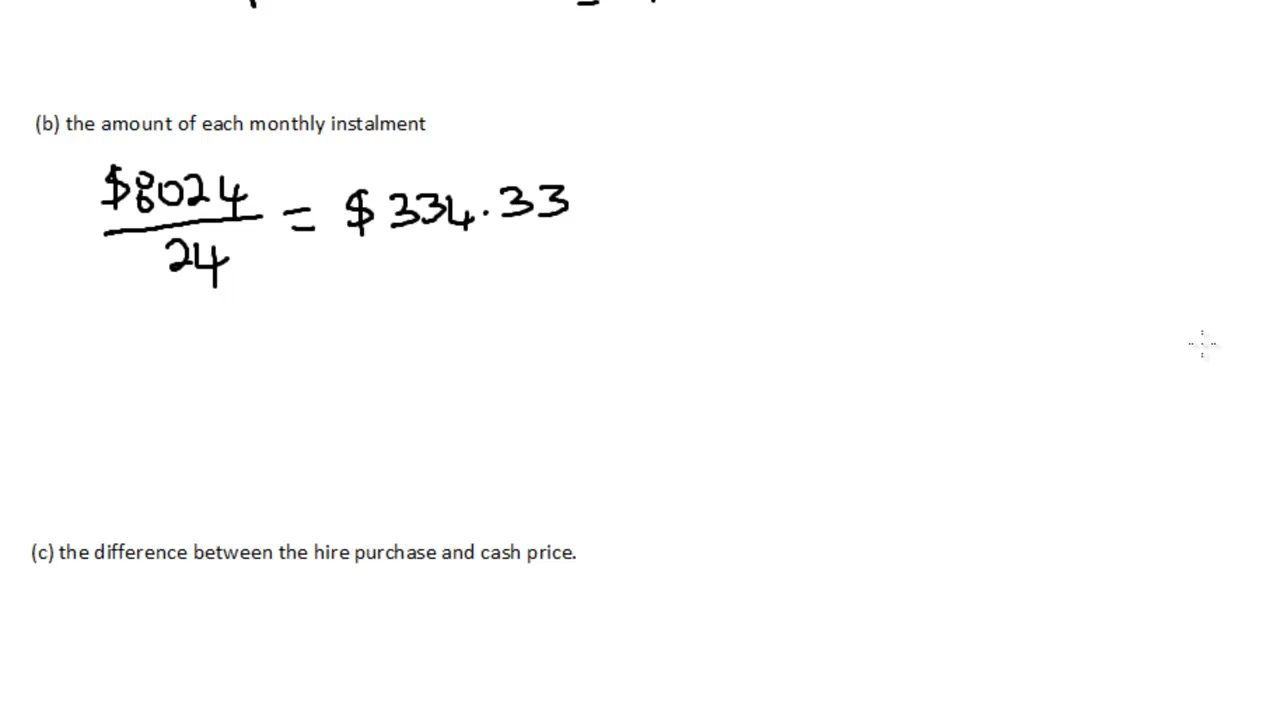 (b) the amount of each monthly instalment
$8024
24
= $334.33
(c) the difference between the hire purchase and cash price.